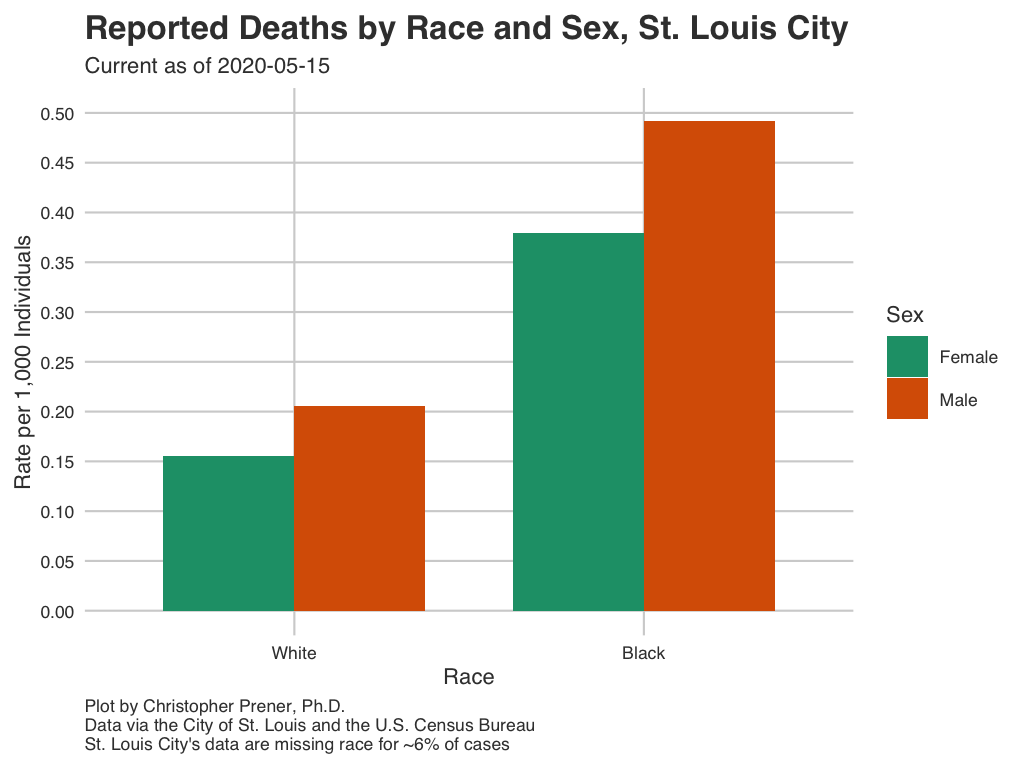 Reported Deaths by Race and Sex, St. Louis City
Current as of 2020-05-15
Rate per 1,000 Individuals
0.50
0.45
0.40
0.35
0.30
0.25
0.20
0.15
0.10
0.05
0.00
White
Black
Race
Sex
Female
Male
Plot by Christopher Prener, Ph.D.
Data via the City of St. Louis and the U.S. Census Bureau
St. Louis City's data are missing race for ~6% of cases